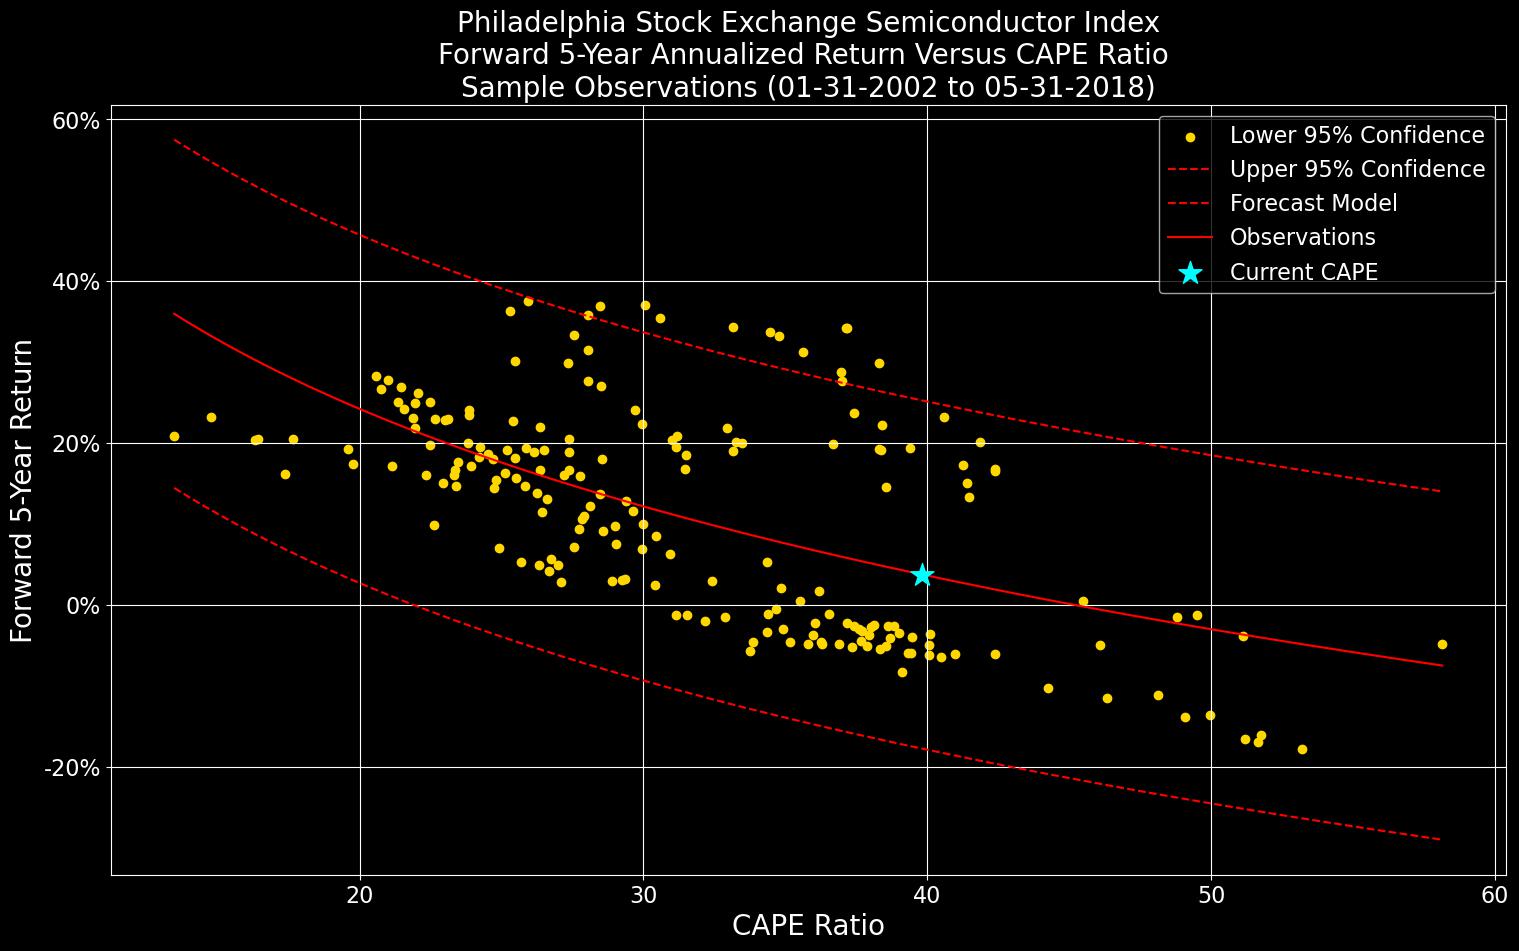 Philadelphia Stock Exchange Semiconductor Index
Forward 5-Year Annualized Return Versus CAPE Ratio
Sample Observations (01-31-2002 to 05-31-2018)
60%
40%
20%
0%
-20%
Forward 5-Year Return
Lower 95% Confidence
Upper 95% Confidence
Forecast Model
Observations
Current CAPE
20
30
40
50
60
CAPE Ratio